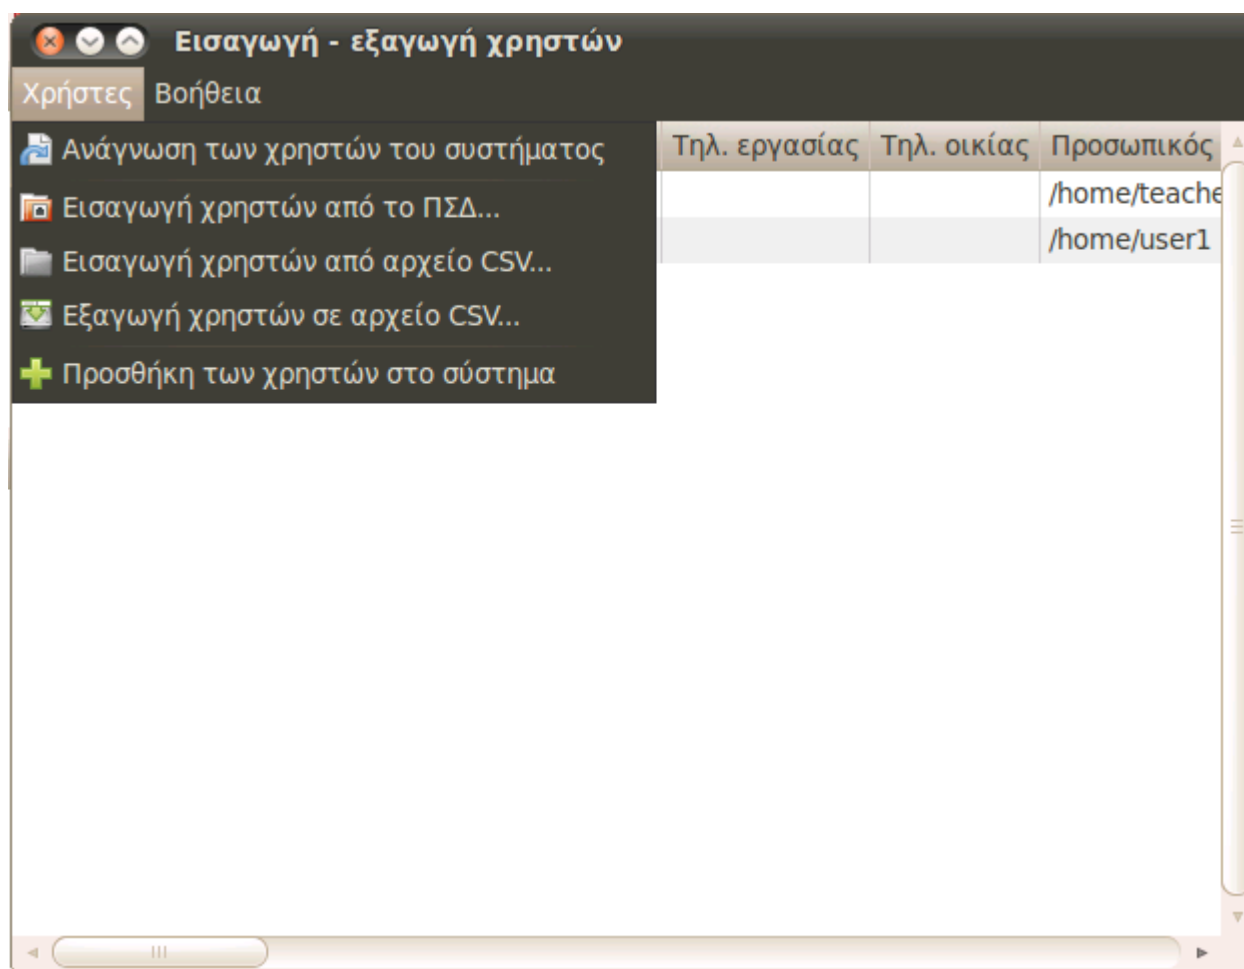 Εισαγωγή - εξαγωγή χρηστών
Χρήστες Βοήθεια
Ανάγνωση των χρηστών του συστήματος
Εισαγωγή χρηστών από το ΠΣΔ...
Εισαγωγή χρηστών από αρχείο CSV...
Εξαγωγή χρηστών σε αρχείο CSV...
Προσθήκη των χρηστών στο σύστημα
Τηλ. εργασίας Τηλ. οικίας Προσωπικός
/home/teache
/home/user1